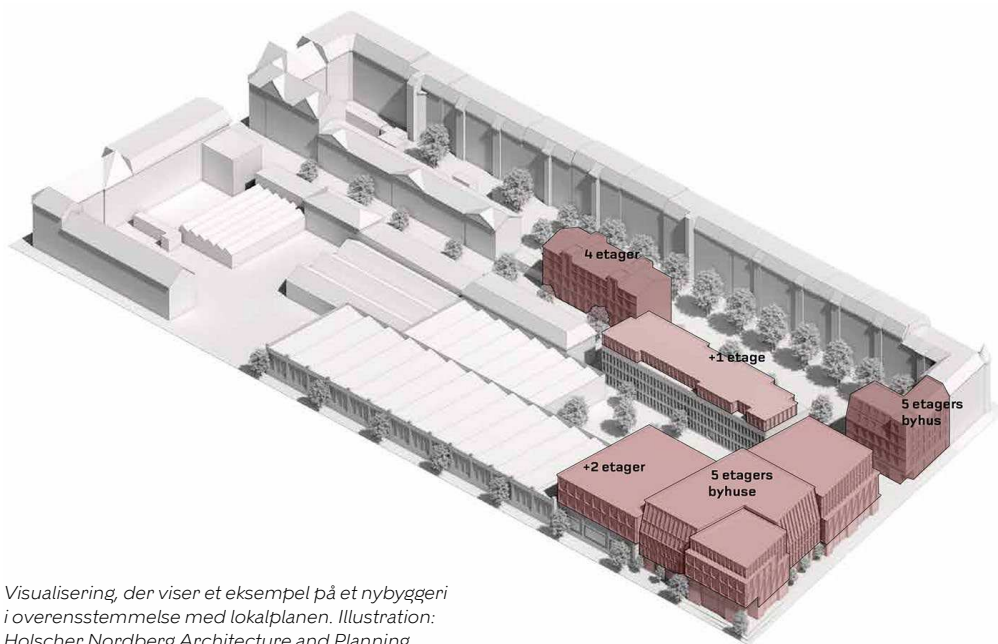 4 etager
+1 etage
5 etagers
byhus
+2 etager
5 etagers
byhuse
Visualisering, der viser et eksempel på et nybyggeri
i overensstemmelse med lokalplanen. Illustration:
Holscher Nordberg Architecture and Planning